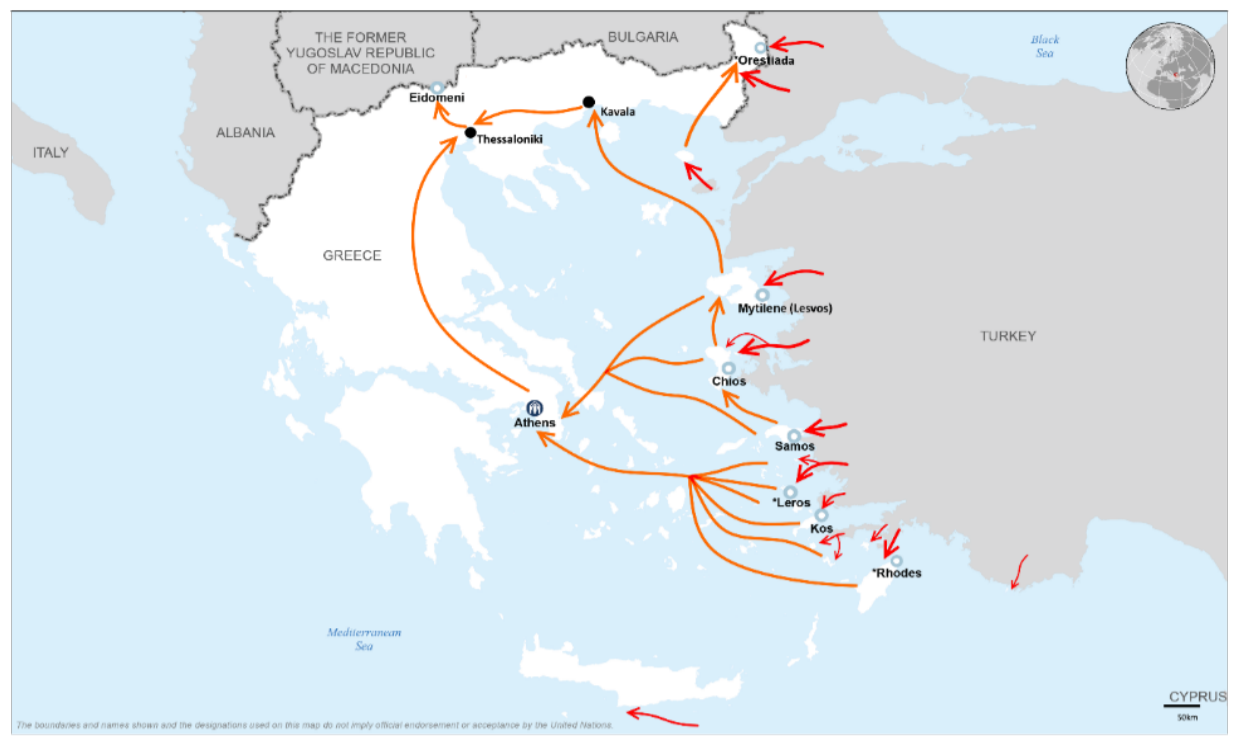 THE FORMER
YUGOSLAV REPUBLIC
OF MACEDONIA
BULGARIA
Black
Sea
*Orestiada
Eidomeni
Kavala
ALBANIA
Thessaloniki
ITALY
GREECE
Mytilene (Lesvos)
TURKEY
Chios
Athens
Samos
*Leros
Kos
*Rhodes
Mediterranean
Sea
CYPRUS
50km
The boundaries and names shown and the designations used on this map do not imply official endorsement or acceptance by the United Nations.